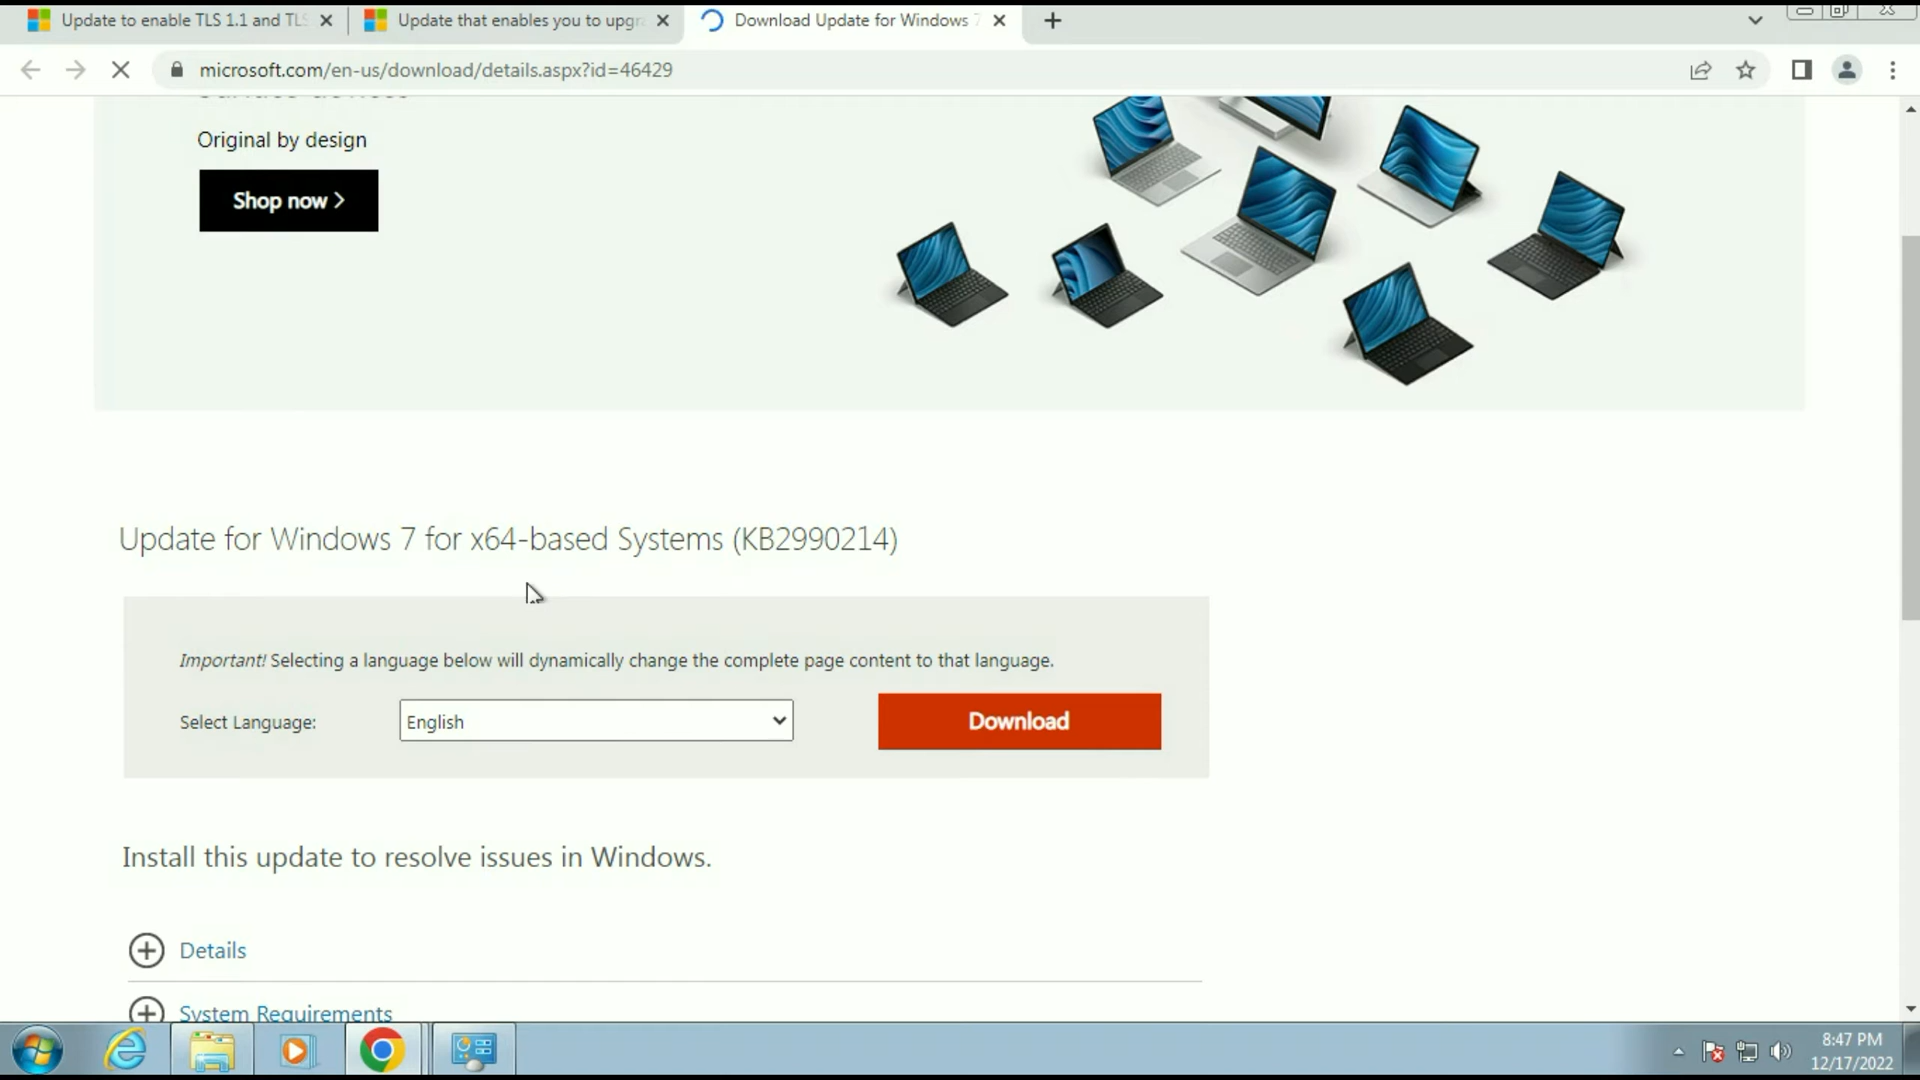 Update to enable TLS 1.1 and TLS
Update that enables you to upgra
Download Update for Windows 7
microsoft.com/en-us/download/details.aspx?id=46429
Original by design
Shop now >
Update for Windows 7 for x64-based Systems (KB2990214)
Important! Selecting a language below will dynamically change the complete page content to that language.
Select Language:
English
Download
Install this update to resolve issues in Windows.
Details
System Requirements
8:47 PM
12/17/2022